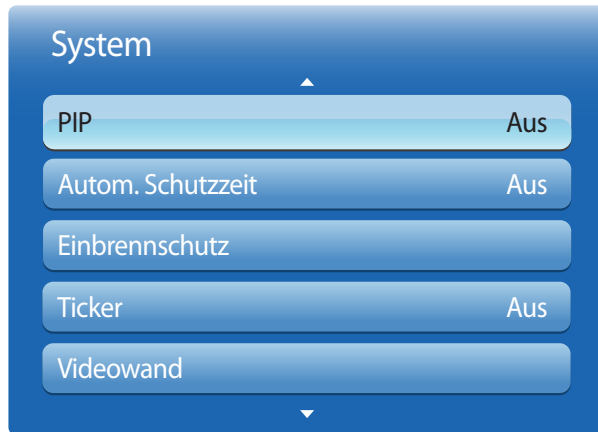 System
PIP Aus
Autom. Schutzzeit Aus
Einbrennschutz
Ticker Aus
Videowand